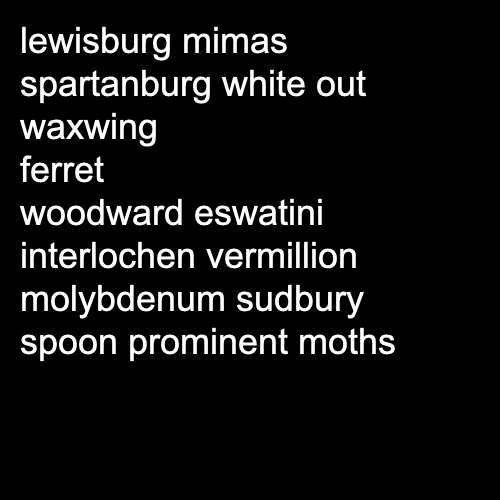 lewisburg mimas
spartanburg white out
waxwing
ferret
woodward eswatini
interlochen vermillion
molybdenum sudbury
spoon prominent moths